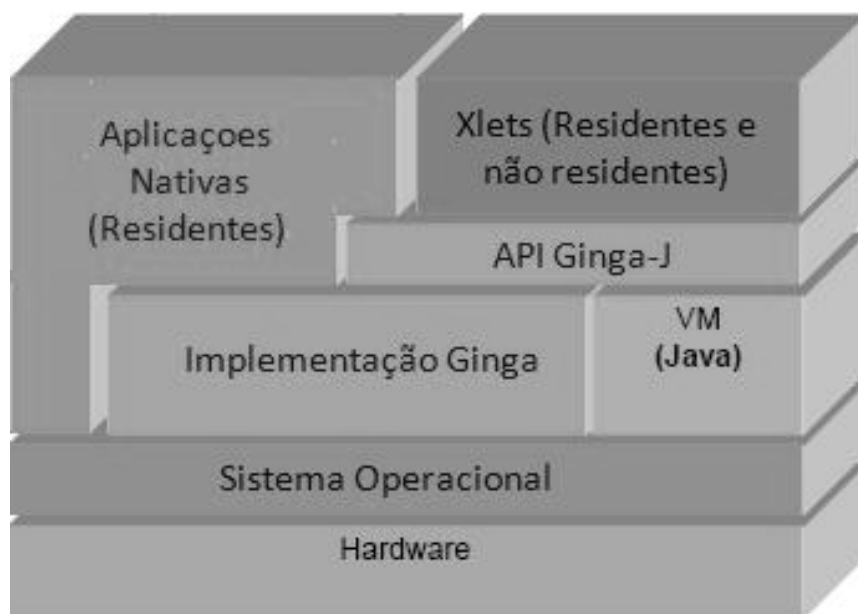 Aplicaçoes
Nativas
(Residentes)
Xlets (Residentes e
não residentes)
API Ginga-J
Implementação Ginga
VM
(Java)
Sistema Operacional
Hardware